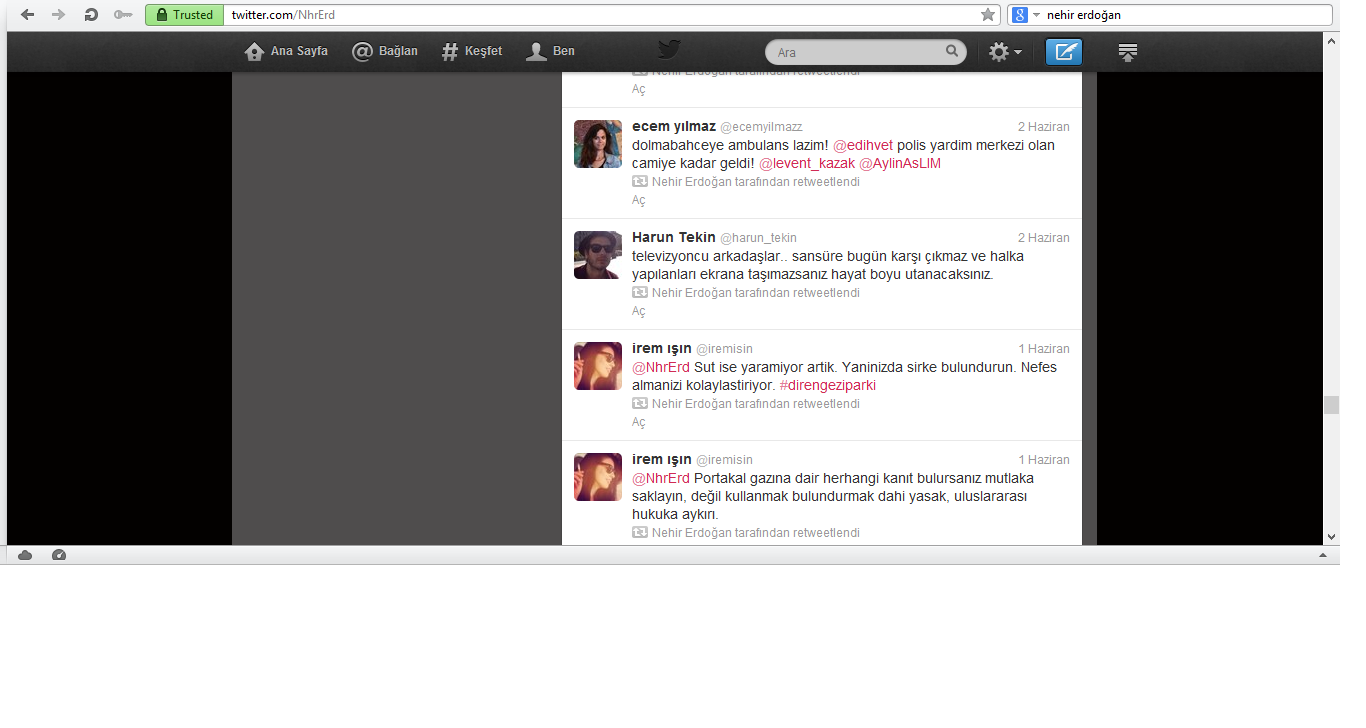 Trusted twitter.com/NhrErd nehir erdoğan
Ana Sayfa Bağlan Keşfet Ben Ara
Nehir Erdoğan tarafından retweetlendi
Aç
ecem yılmaz @ecemyilmazz 2 Haziran
dolmabahceye ambulans lazim! @edihvet polis yardim merkezi olan
camiye kadar geldi! @levent_kazak @AylinAsLIM
Nehir Erdoğan tarafından retweetlendi
Aç
Harun Tekin @harun_tekin 2 Haziran
televizyoncu arkadaşlar.. sansüre bugün karşı çıkmaz ve halka
yapılanları ekrana taşımazsanız hayat boyu utanacaksınız.
Nehir Erdoğan tarafından retweetlendi
Aç
irem ışın @iremisin 1 Haziran
@NhrErd Sut ise yaramiyor artik. Yaninizda sirke bulundurun. Nefes
almanizi kolaylastiriyor. #direngeziparki
Nehir Erdoğan tarafından retweetlendi
Aç
irem ışın @iremisin 1 Haziran
@NhrErd Portakal gazına dair herhangi kanıt bulursanız mutlaka
saklayın, değil kullanmak bulundurmak dahi yasak, uluslararası
hukuka aykırı.
Nehir Erdoğan tarafından retweetlendi